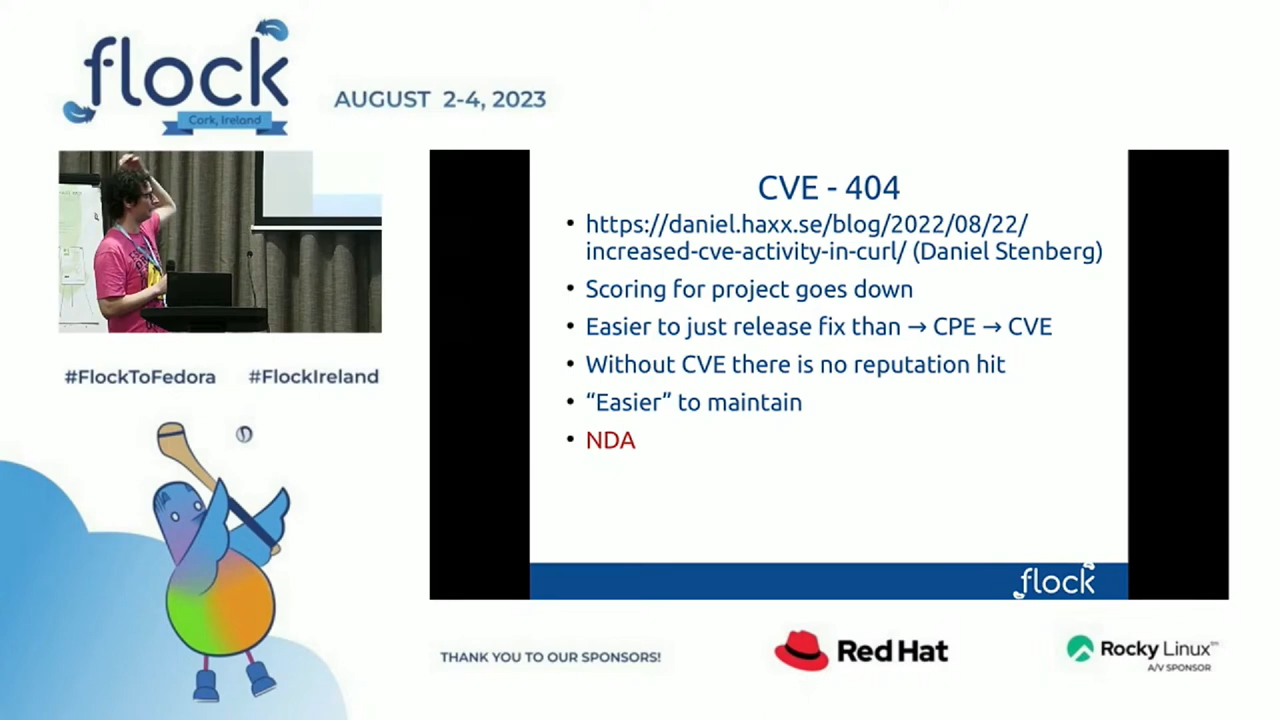 flock
Cork, Ireland
AUGUST 2-4, 2023
CVE - 404
• https://daniel.haxx.se/blog/2022/08/22/
increased-cve-activity-in-curl/ (Daniel Stenberg)
• Scoring for project goes down
• Easier to just release fix than → CPE → CVE
• Without CVE there is no reputation hit
• “Easier” to maintain
• NDA
flock
#FlockToFedora #FlockIreland
THANK YOU TO OUR SPONSORS!
Red Hat
Rocky Linux™
A/V SPONSOR